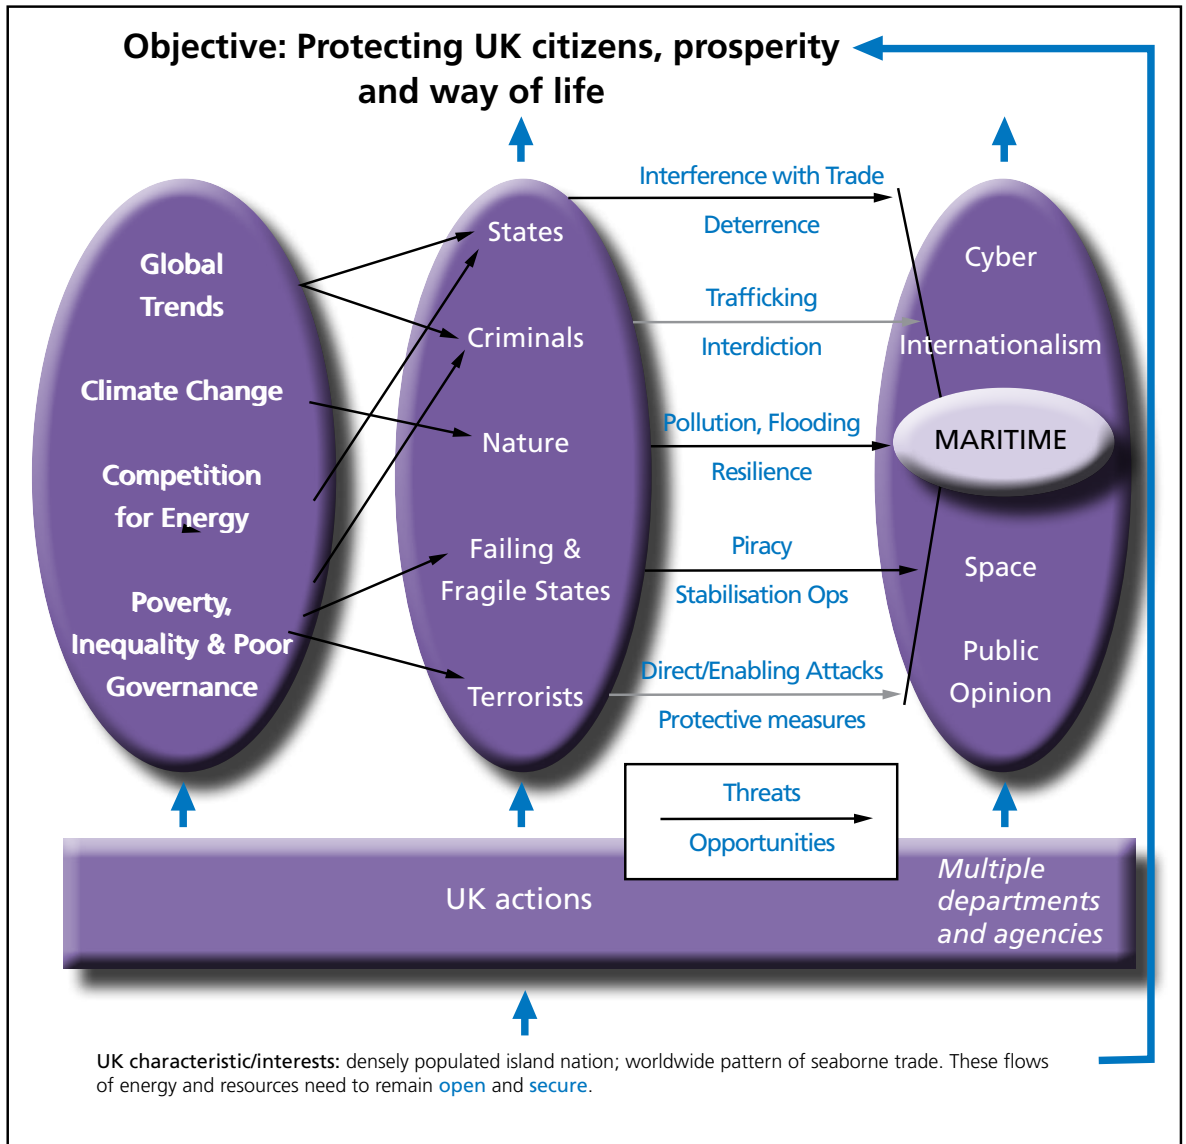 Objective: Protecting UK citizens, prosperity
and way of life
Global
Trends
Climate Change
Competition
for Energy
Poverty,
Inequality & Poor
Governance
States
Criminals
Nature
Failing &
Fragile States
Terrorists
Interference with Trade
Deterrence
Trafficking
Interdiction
Pollution, Flooding
Resilience
Piracy
Stabilisation Ops
Direct/Enabling Attacks
Protective measures
Cyber
Internationalism
MARITIME
Space
Public
Opinion
Threats
Opportunities
UK actions
Multiple
departments
and agencies
UK characteristic/interests: densely populated island nation; worldwide pattern of seaborne trade. These flows
of energy and resources need to remain open and secure.